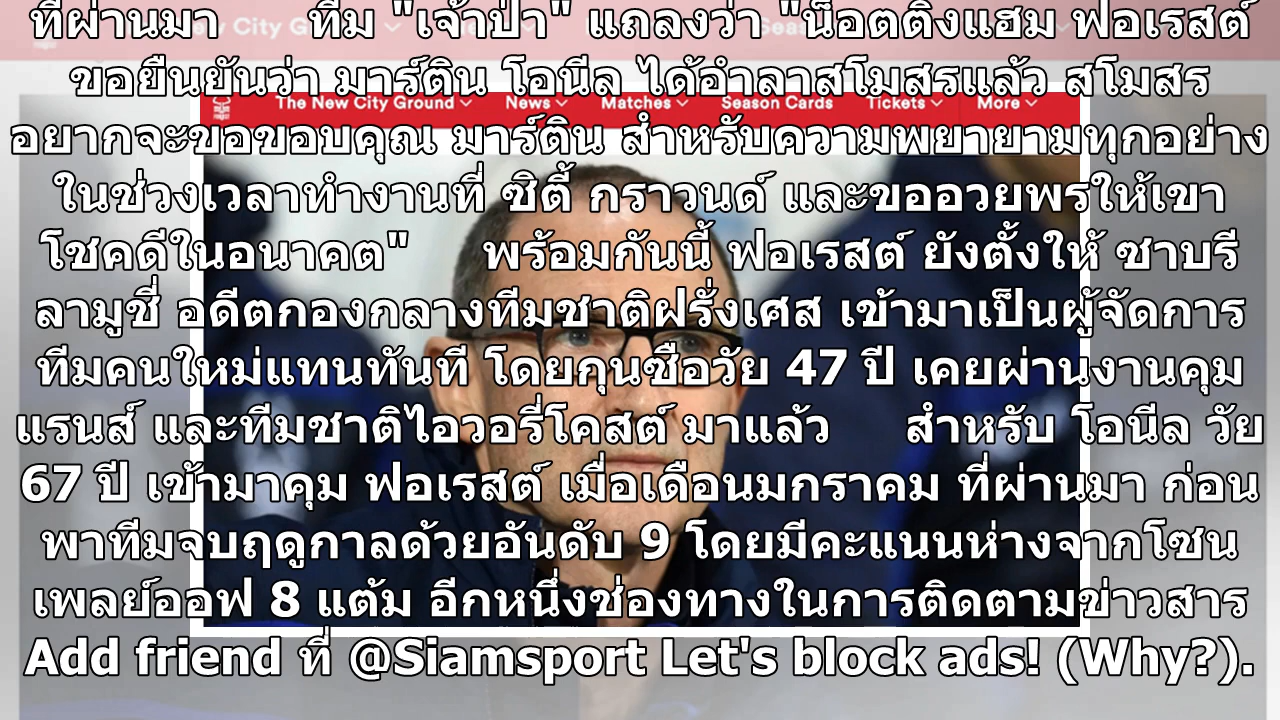 ที่ผ่านมา ทีม "เจ้าป่า" แถลงว่า "น็อตติ้งแฮม ฟอเรสต์
ขอยืนยันว่า มาร์ติน โอนีล ได้อำลาสโมสรแล้ว สโมสร
The New City Ground News Matches Season Cards Tickets More
อยากจะขอขอบคุณ มาร์ติน สำหรับความพยายามทุกอย่าง
ในช่วงเวลาทำงานที่ ซิตี้ กราวนด์ และขออวยพรให้เขา
โชคดีในอนาคต" พร้อมกันนี้ ฟอเรสต์ ยังตั้งให้ ซาบรี
ลามูชี่ อดีตกองกลางทีมชาติฝรั่งเศส เข้ามาเป็นผู้จัดการ
ทีมคนใหม่แทนทันที โดยกุนซือวัย 47 ปี เคยผ่านงานคุม
แรนส์ และทีมชาติไอวอรี่โคสต์ มาแล้ว สำหรับ โอนีล วัย
67 ปี เข้ามาคุม ฟอเรสต์ เมื่อเดือนมกราคม ที่ผ่านมา ก่อน
พาทีมจบฤดูกาลด้วยอันดับ 9 โดยมีคะแนนห่างจากโซน
เพลย์ออฟ 8 แต้ม อีกหนึ่งช่องทางในการติดตามข่าวสาร
Add friend ที่ @Siamsport Let's block ads! (Why?).